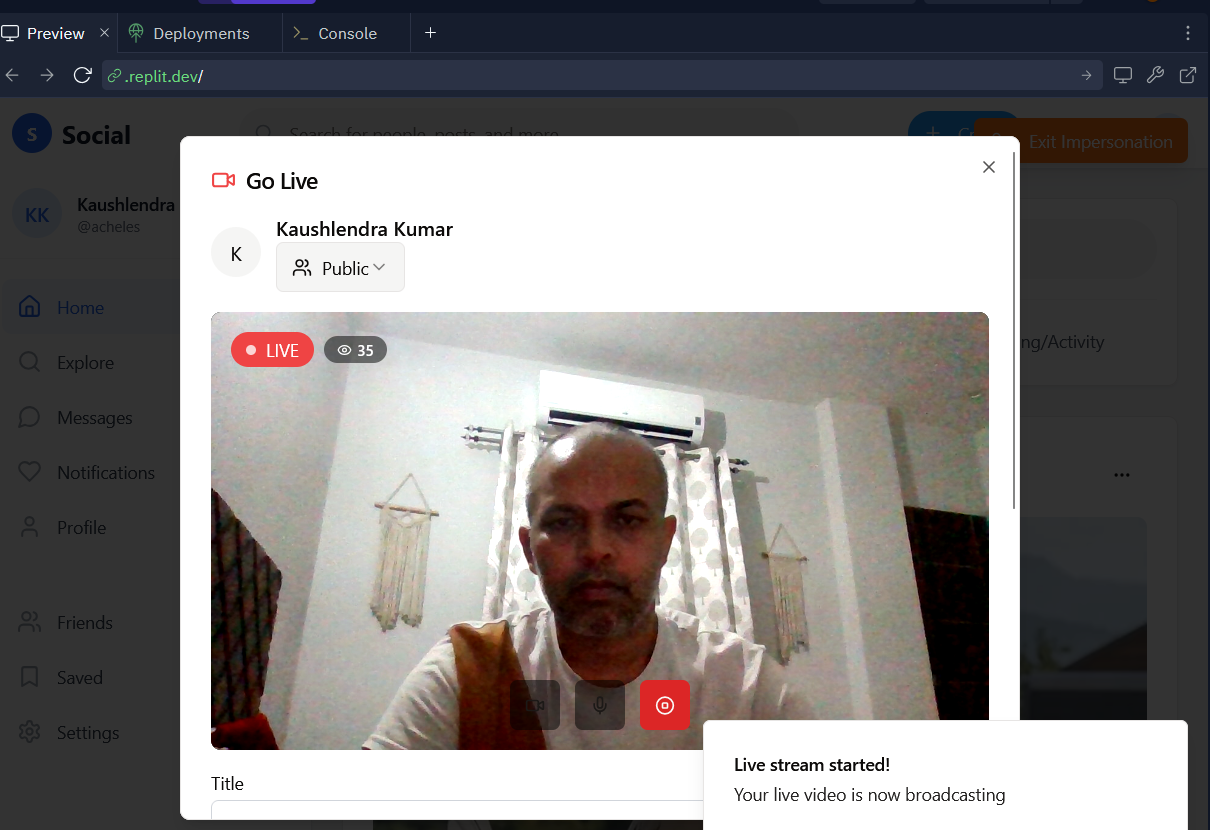 Preview
Deployments
Console
.replit.dev/
S
Social
Search for people, posts, and more
Exit Impersonation
KK
Kaushlendra
@acheles
Go Live
K
Kaushlendra Kumar
Public
LIVE
35
Home
Explore
ng/Activity
Messages
Notifications
Profile
Friends
Saved
Settings
Title
Live stream started!
Your live video is now broadcasting